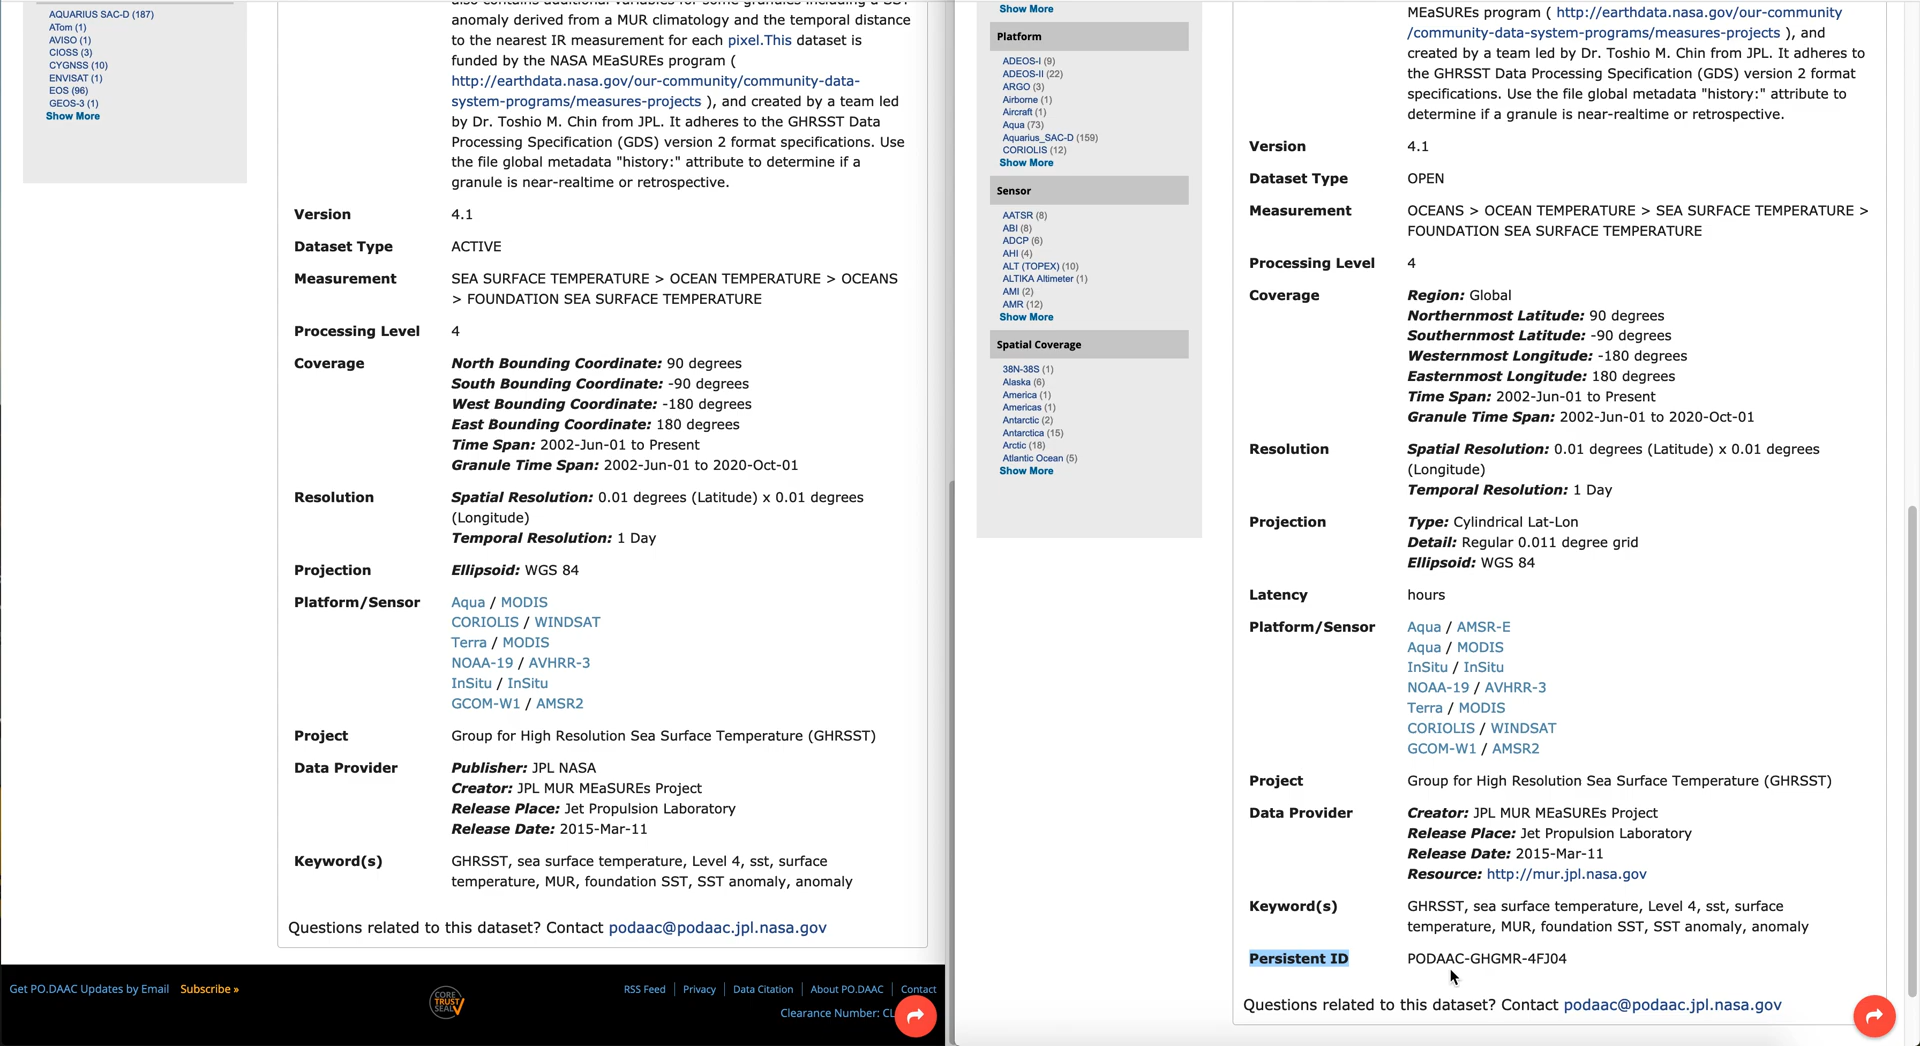 AQUARIUS SAC-D (187)
ATom (1)
AVISO (1)
CIOSS (3)
CYGNSS (10)
ENVISAT (1)
EOS (96)
GEOS-3 (1)
Show More
anomaly derived from a MUR climatology and the temporal distance
to the nearest IR measurement for each pixel.This dataset is
funded by the NASA MEaSUREs program (
http://earthdata.nasa.gov/our-community/community-data-
system-programs/measures-projects ), and created by a team led
by Dr. Toshio M. Chin from JPL. It adheres to the GHRSST Data
Processing Specification (GDS) version 2 format specifications. Use
the file global metadata "history:" attribute to determine if a
granule is near-realtime or retrospective.
Version 4.1
Dataset Type ACTIVE
Measurement SEA SURFACE TEMPERATURE > OCEAN TEMPERATURE > OCEANS
> FOUNDATION SEA SURFACE TEMPERATURE
Processing Level 4
Coverage North Bounding Coordinate: 90 degrees
South Bounding Coordinate: -90 degrees
West Bounding Coordinate: -180 degrees
East Bounding Coordinate: 180 degrees
Time Span: 2002-Jun-01 to Present
Granule Time Span: 2002-Jun-01 to 2020-Oct-01
Resolution Spatial Resolution: 0.01 degrees (Latitude) x 0.01 degrees
(Longitude)
Temporal Resolution: 1 Day
Projection Ellipsoid: WGS 84
Platform/Sensor Aqua / MODIS
CORIOLIS / WINDSAT
Terra / MODIS
NOAA-19 / AVHRR-3
InSitu / InSitu
GCOM-W1 / AMSR2
Project Group for High Resolution Sea Surface Temperature (GHRSST)
Data Provider Publisher: JPL NASA
Creator: JPL MUR MEaSUREs Project
Release Place: Jet Propulsion Laboratory
Release Date: 2015-Mar-11
Keyword(s) GHRSST, sea surface temperature, Level 4, sst, surface
temperature, MUR, foundation SST, SST anomaly, anomaly
Questions related to this dataset? Contact podaac@podaac.jpl.nasa.gov
Get PO.DAAC Updates by Email Subscribe »
CORE
TRUST
SEAL
RSS Feed | Privacy | Data Citation | About PO.DAAC | Contact
Clearance Number: CL
Show More
Platform
ADEOS-I (9)
ADEOS-II (22)
ARGO (3)
Airborne (1)
Aircraft (1)
Aqua (73)
Aquarius_SAC-D (159)
CORIOLIS (12)
Show More
Sensor
AATSR (8)
ABI (8)
ADCP (6)
AHI (4)
ALT (TOPEX) (10)
ALTIKA Altimeter (1)
AMI (2)
AMR (12)
Show More
Spatial Coverage
38N-38S (1)
Alaska (6)
America (1)
Americas (1)
Antarctic (2)
Antarctica (15)
Arctic (18)
Atlantic Ocean (5)
Show More
MEaSUREs program ( http://earthdata.nasa.gov/our-community
/community-data-system-programs/measures-projects ), and
created by a team led by Dr. Toshio M. Chin from JPL. It adheres to
the GHRSST Data Processing Specification (GDS) version 2 format
specifications. Use the file global metadata "history:" attribute to
determine if a granule is near-realtime or retrospective.
Version 4.1
Dataset Type OPEN
Measurement OCEANS > OCEAN TEMPERATURE > SEA SURFACE TEMPERATURE >
FOUNDATION SEA SURFACE TEMPERATURE
Processing Level 4
Coverage Region: Global
Northernmost Latitude: 90 degrees
Southernmost Latitude: -90 degrees
Westernmost Longitude: -180 degrees
Easternmost Longitude: 180 degrees
Time Span: 2002-Jun-01 to Present
Granule Time Span: 2002-Jun-01 to 2020-Oct-01
Resolution Spatial Resolution: 0.01 degrees (Latitude) x 0.01 degrees
(Longitude)
Temporal Resolution: 1 Day
Projection Type: Cylindrical Lat-Lon
Detail: Regular 0.011 degree grid
Ellipsoid: WGS 84
Latency hours
Platform/Sensor Aqua / AMSR-E
Aqua / MODIS
InSitu / InSitu
NOAA-19 / AVHRR-3
Terra / MODIS
CORIOLIS / WINDSAT
GCOM-W1 / AMSR2
Project Group for High Resolution Sea Surface Temperature (GHRSST)
Data Provider Creator: JPL MUR MEaSUREs Project
Release Place: Jet Propulsion Laboratory
Release Date: 2015-Mar-11
Resource: http://mur.jpl.nasa.gov
Keyword(s) GHRSST, sea surface temperature, Level 4, sst, surface
temperature, MUR, foundation SST, SST anomaly, anomaly
Persistent ID PODAAC-GHGMR-4FJ04
Questions related to this dataset? Contact podaac@podaac.jpl.nasa.gov